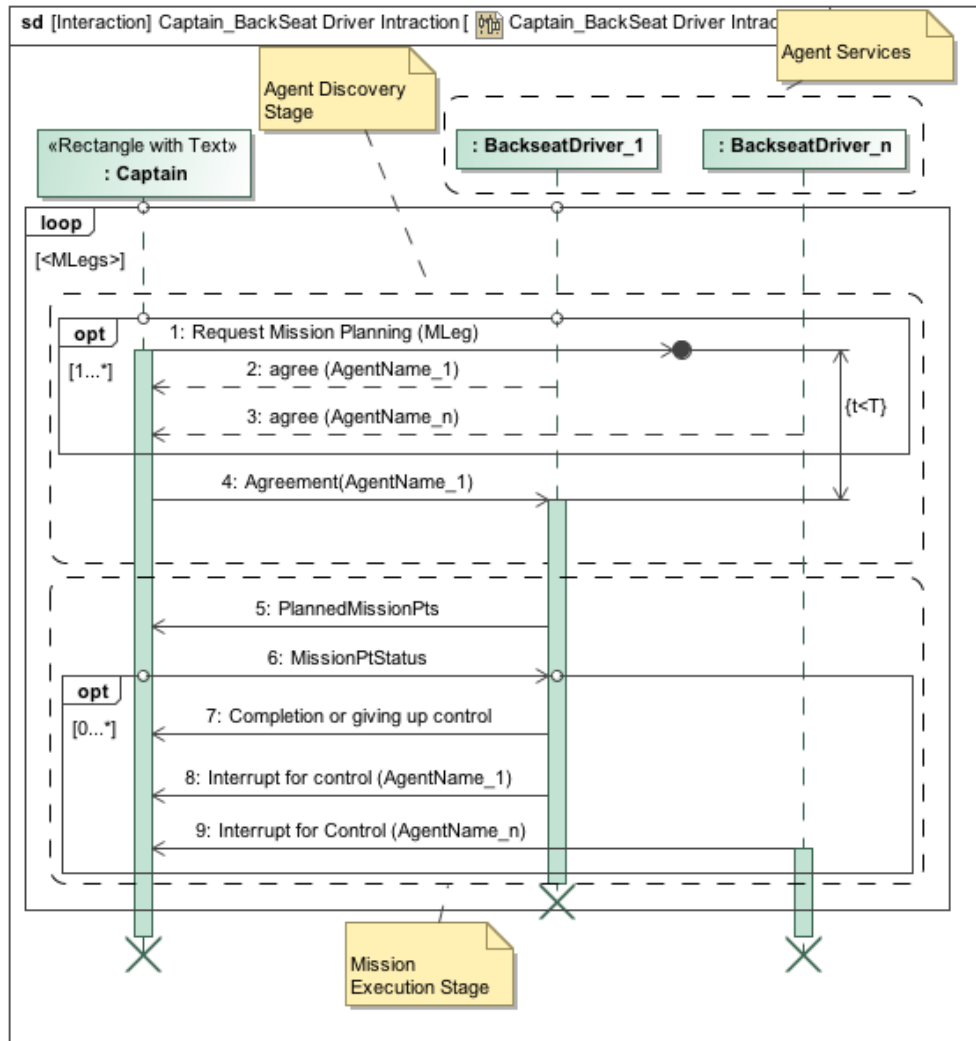 sd [Interaction] Captain_BackSeat Driver Intraction [ Captain_BackSeat Driver Intrac
Agent Services
Agent Discovery
Stage
«Rectangle with Text»
: Captain
: BackseatDriver_1
: BackseatDriver_n
loop
[<MLegs>]
opt
1: Request Mission Planning (MLeg)
[1...*]
2: agree (AgentName_1)
{t<T}
3: agree (AgentName_n)
4: Agreement(AgentName_1)
5: PlannedMissionPts
6: MissionPtStatus
opt
[0...*]
7: Completion or giving up control
8: Interrupt for control (AgentName_1)
9: Interrupt for Control (AgentName_n)
Mission
Execution Stage